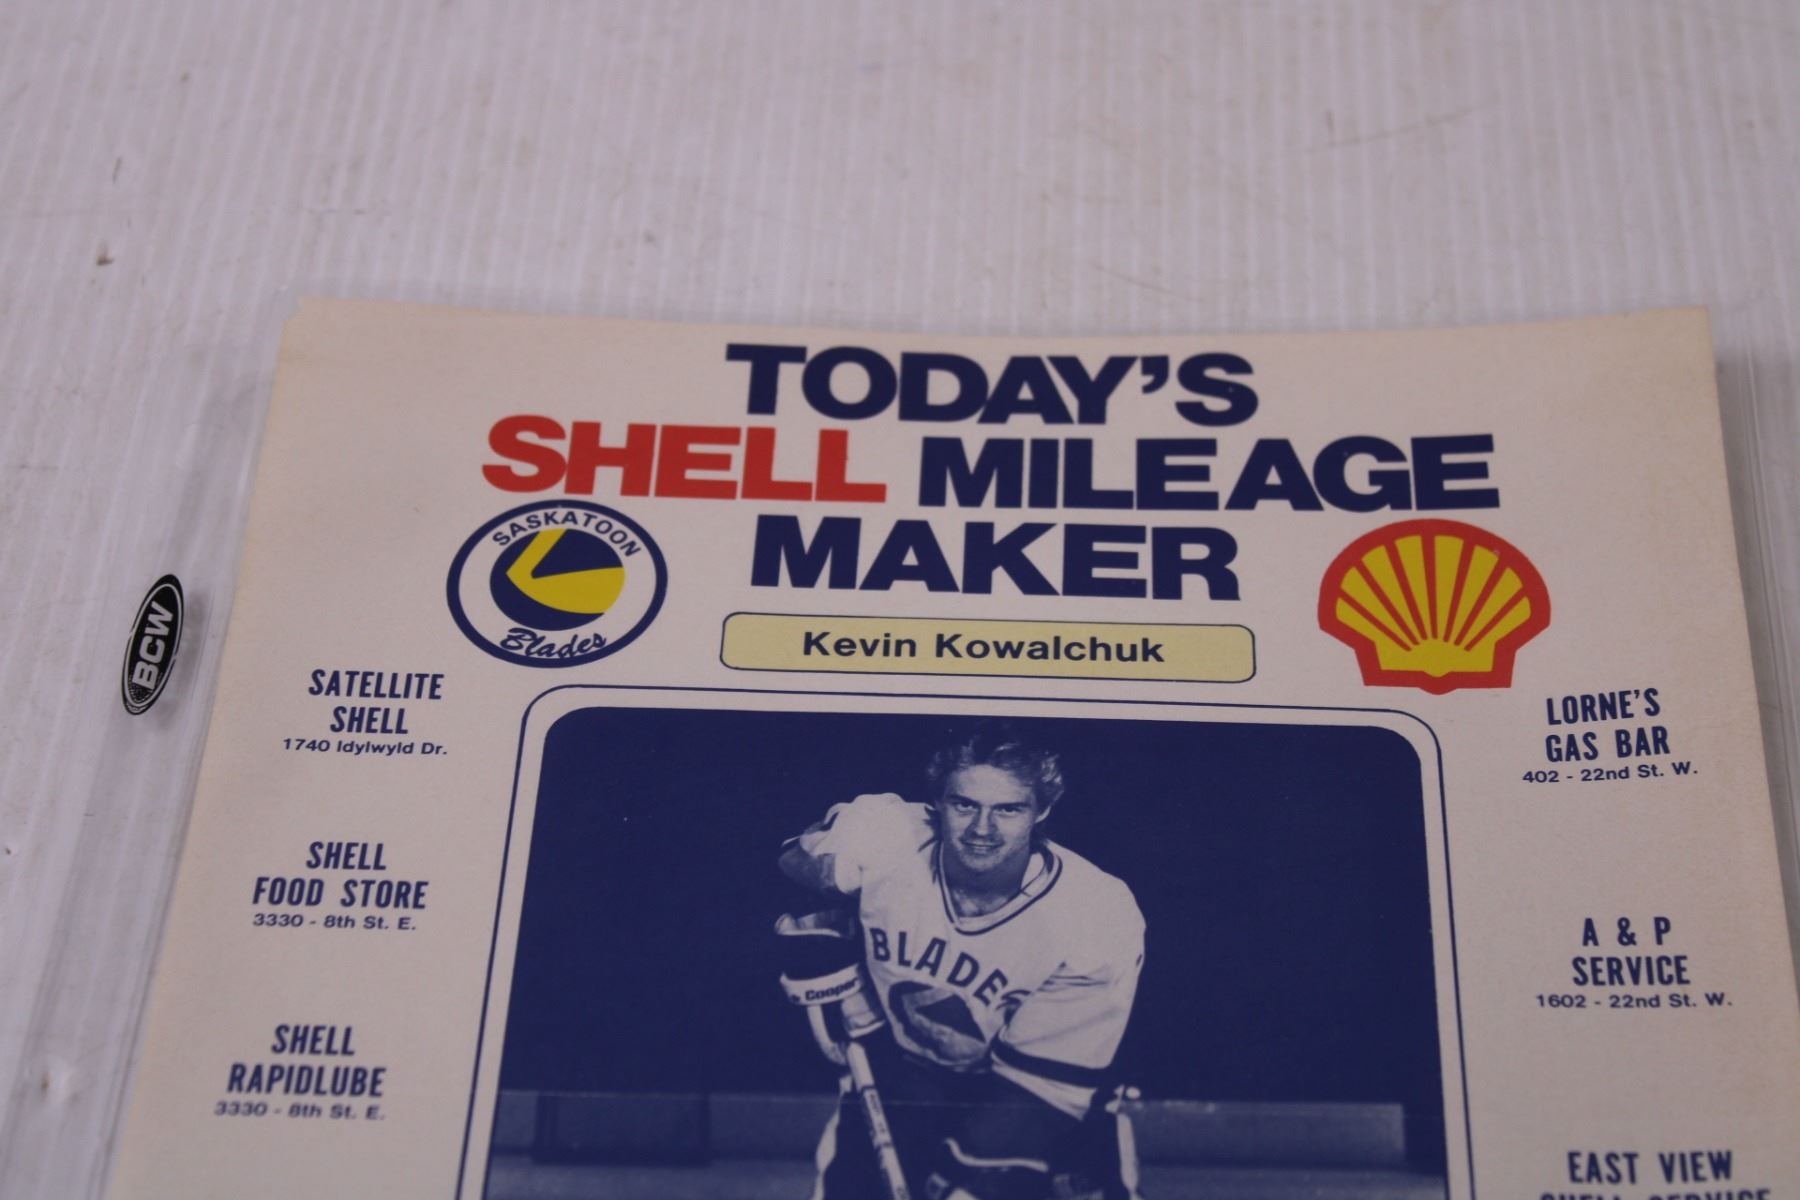 TODAY'S
SHELL MILEAGE
MAKER
SASKATOON
Blades
Kevin Kowalchuk
BCW
SATELLITE
SHELL
1740 Idylwyld Dr.
SHELL
FOOD STORE
3330 - 8th St. E.
SHELL
RAPIDLUBE
3330 - 8th St. E.
BLADES
Cooper
LORNE'S
GAS BAR
402 - 22nd St. W.
A & P
SERVICE
1602 - 22nd St. W.
EAST VIEW
SHELL SERVICE